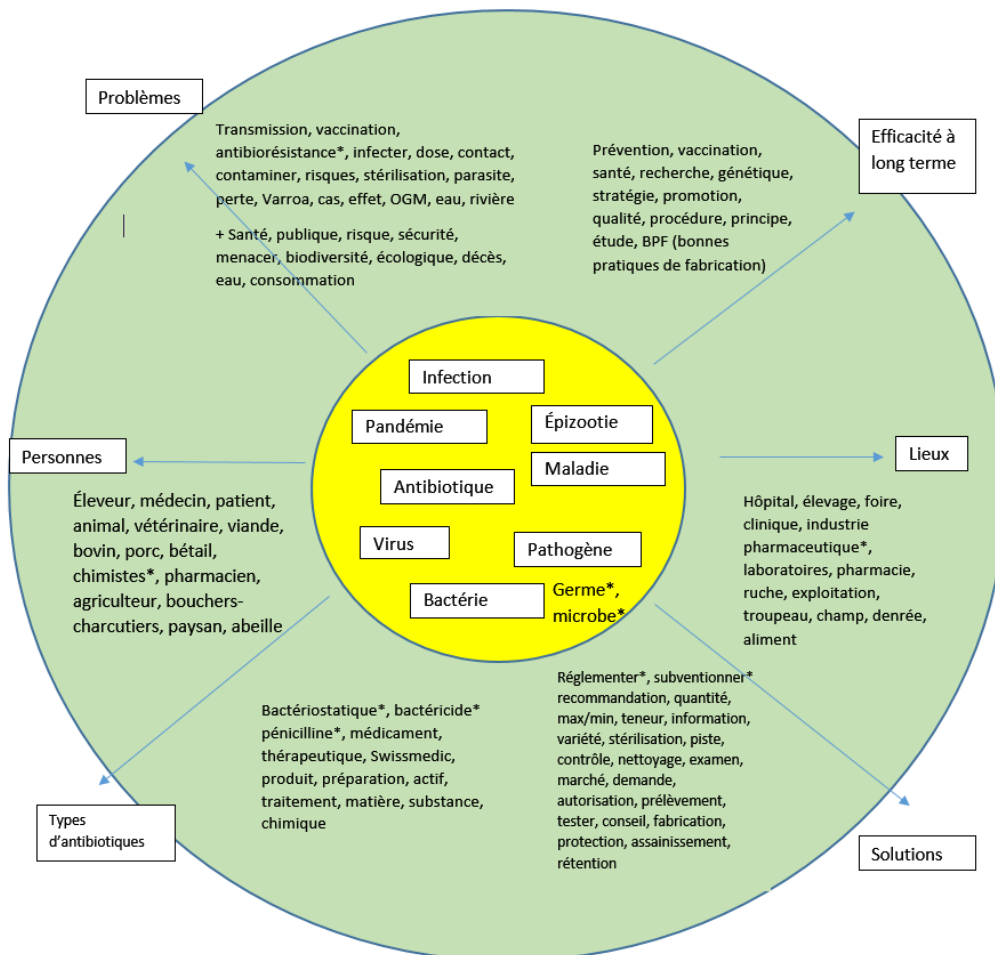 Problèmes
Transmission, vaccination,
antibiorésistance*, infecter, dose, contact,
contaminer, risques, stérilisation, parasite,
perte, Varroa, cas, effet, OGM, eau, rivière
+ Santé, publique, risque, sécurité,
menacer, biodiversité, écologique, décès,
eau, consommation
Efficacité à
long terme
Prévention, vaccination,
santé, recherche, génétique,
stratégie, promotion,
qualité, procédure, principe,
étude, BPF (bonnes
pratiques de fabrication)
Infection
Pandémie
Épizootie
Maladie
Antibiotique
Virus
Pathogène
Bactérie
Germe*,
microbe*
Personnes
Éleveur, médecin, patient,
animal, vétérinaire, viande,
bovin, porc, bétail,
chimistes*, pharmacien,
agriculteur, bouchers-
charcutiers, paysan, abeille
Lieux
Hôpital, élevage, foire,
clinique, industrie
pharmaceutique*,
laboratoires, pharmacie,
ruche, exploitation,
troupeau, champ, denrée,
aliment
Types
d'antibiotiques
Bactériostatique*, bactéricide*
pénicilline*, médicament,
thérapeutique, Swissmedic,
produit, préparation, actif,
traitement, matière, substance,
chimique
Réglementer*, subventionner*
recommandation, quantité,
max/min, teneur, information,
variété, stérilisation, piste,
contrôle, nettoyage, examen,
marché, demande,
autorisation, prélèvement,
tester, conseil, fabrication,
protection, assainissement,
rétention
Solutions